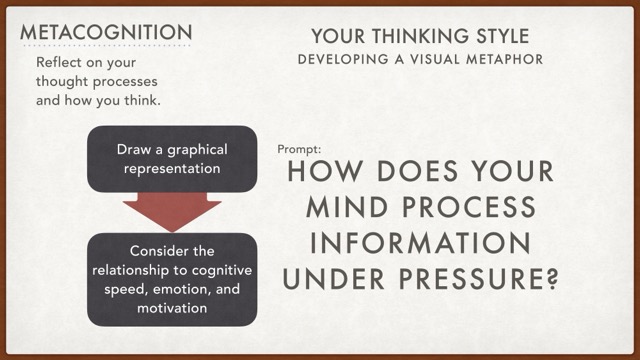 METACOGNITION
Reflect on your
thought processes
and how you think.
YOUR THINKING STYLE
DEVELOPING A VISUAL METAPHOR
Draw a graphical
representation
Consider the
relationship to cognitive
speed, emotion, and
motivation
Prompt:
HOW DOES YOUR
MIND PROCESS
INFORMATION
UNDER PRESSURE?